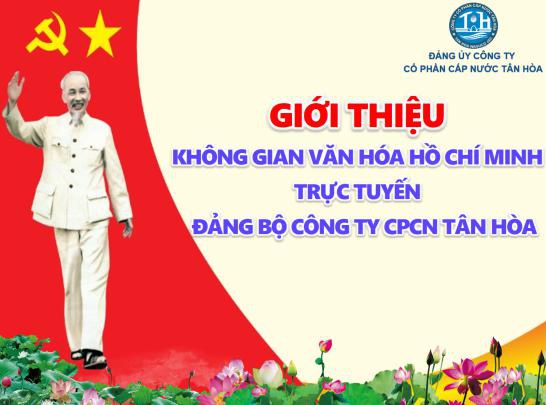 ĐẢNG ỦY CÔNG TY
CỔ PHẦN CẤP NƯỚC TÂN HÒA
GIỚI THIỆU
KHÔNG GIAN VĂN HÓA HỒ CHÍ MINH
TRỰC TUYẾN
ĐẢNG BỘ CÔNG TY CPCN TÂN HÒA